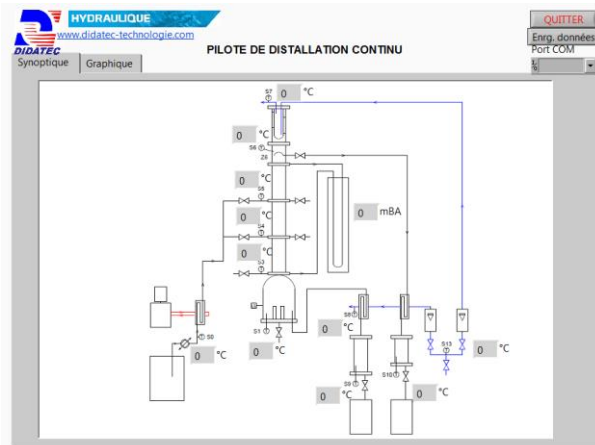 HYDRAULIQUE
www.didatec-technologie.com
DIDATEC
PILOTE DE DISTALLATION CONTINU
QUITTER
Enrg. données
Port COM
Synoptique
Graphique
S7
0 °C
0 °C
S6
Z6
0 °C
S5
0 °C
S4
0 mBA
0 °C
S3
S1
0 °C
S0
0 °C
S8
0 °C
S13
0 °C
S9
S10
0 °C
0 °C